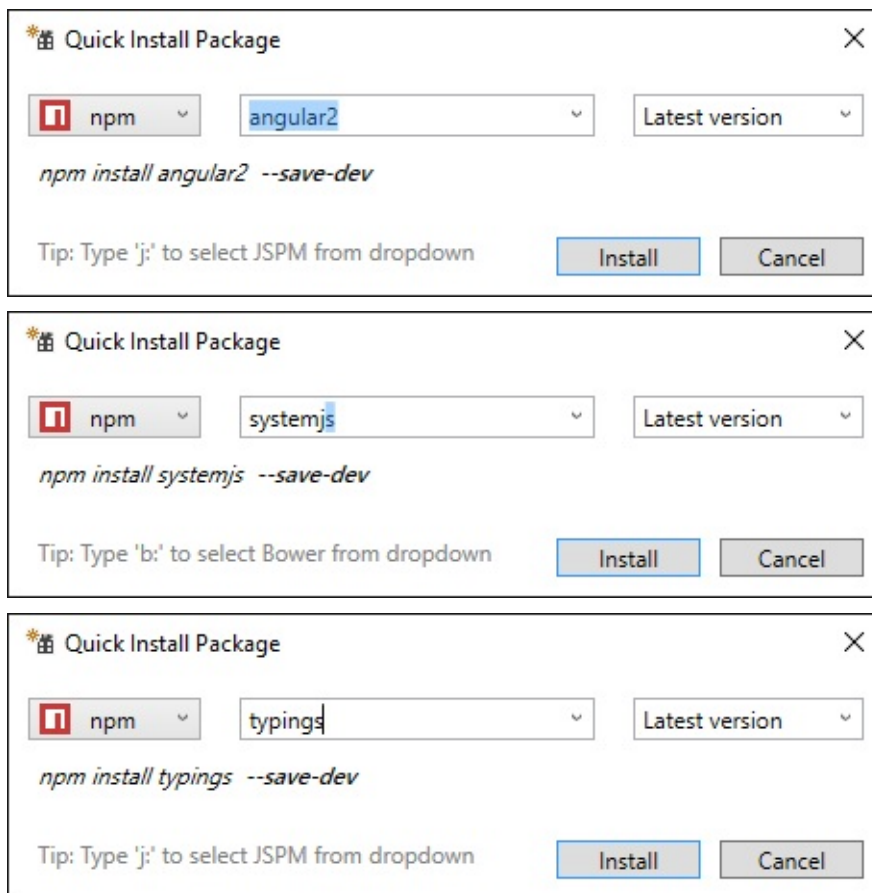 Quick Install Package
npm angular2 Latest version
npm install angular2 --save-dev
Tip: Type 'j:' to select JSPM from dropdown Install Cancel
Quick Install Package
npm systemjs Latest version
npm install systemjs --save-dev
Tip: Type 'b:' to select Bower from dropdown Install Cancel
Quick Install Package
npm typings Latest version
npm install typings --save-dev
Tip: Type 'j:' to select JSPM from dropdown Install Cancel